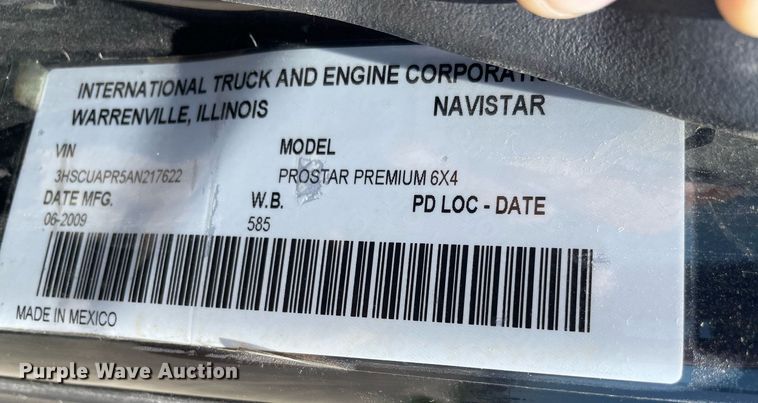 INTERNATIONAL TRUCK AND ENGINE
WARRENVILLE, ILLINOIS NAVISTAR
VIN MODEL
3HSCUAPR5AN217622 PROSTAR PREMIUM 6X4
DATE MFG. W.B. PD LOC - DATE
06-2009 585
MADE IN MEXICO
Purple Wave Auction